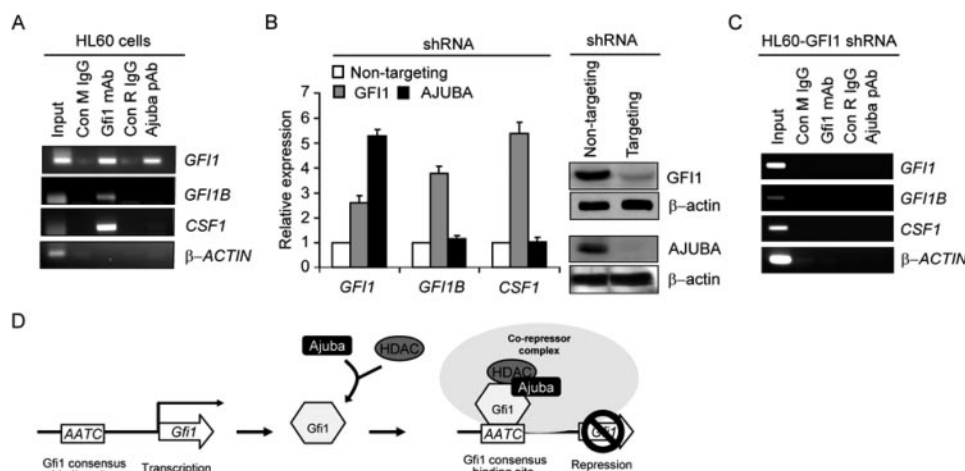 A
HL60 cells
Input
Con M IgG
Gfi1 mAb
Con R IgG
Ajuba pAb
GFI1
GFI1B
CSF1
β-ACTIN
B
shRNA
Non-targeting
GFI1 AJUBA
Relative expression
7
6
5
4
3
2
1
0
GFI1 GFI1B CSF1
shRNA
Non-targeting
Targeting
GFI1
β-actin
AJUBA
β-actin
C
HL60-GFI1 shRNA
Input
Con M IgG
Gfi1 mAb
Con R IgG
Ajuba pAb
GFI1
GFI1B
CSF1
β-ACTIN
D
AATC
Gfi1
Gfi1 consensus
Transcription
Ajuba
HDAC
Gfi1
Co-repressor
complex
HDAC
Ajuba
Gfi1
AATC
Gfi1
Gfi1 consensus
binding site
Repression